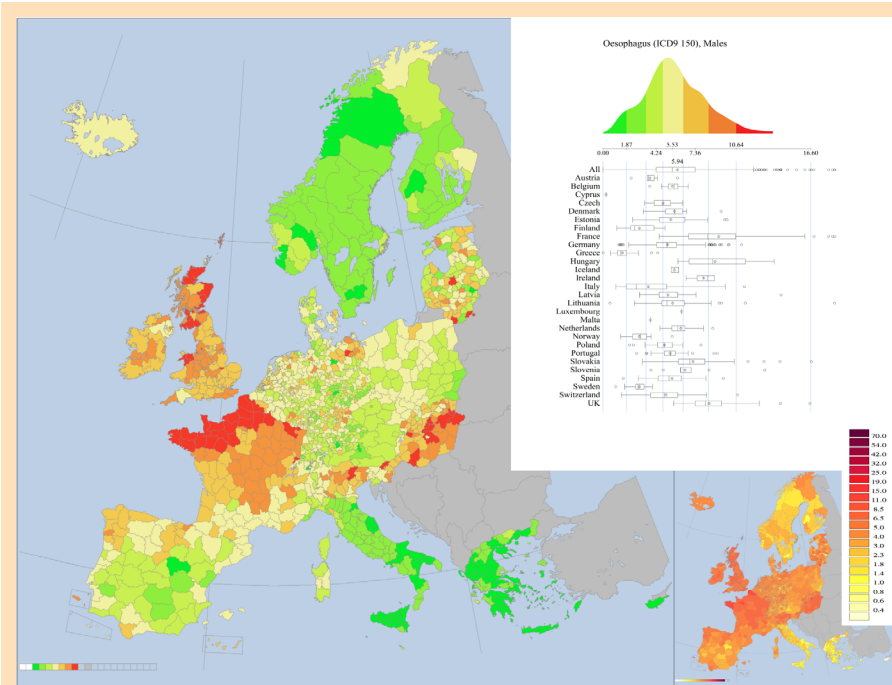 Oesophagus (ICD9 150), Males
1.87 5.53 10.64
0.00 4.24 7.36 16.60
5.94
All
Austria
Belgium
Cyprus
Czech
Denmark
Estonia
Finland
France
Germany
Greece
Hungary
Iceland
Ireland
Italy
Latvia
Lithuania
Luxembourg
Malta
Netherlands
Norway
Poland
Portugal
Slovakia
Slovenia
Spain
Sweden
Switzerland
UK
70.0
54.0
42.0
32.0
25.0
19.0
15.0
11.0
8.5
6.5
5.0
4.0
3.0
2.3
1.8
1.4
1.0
0.8
0.6
0.4